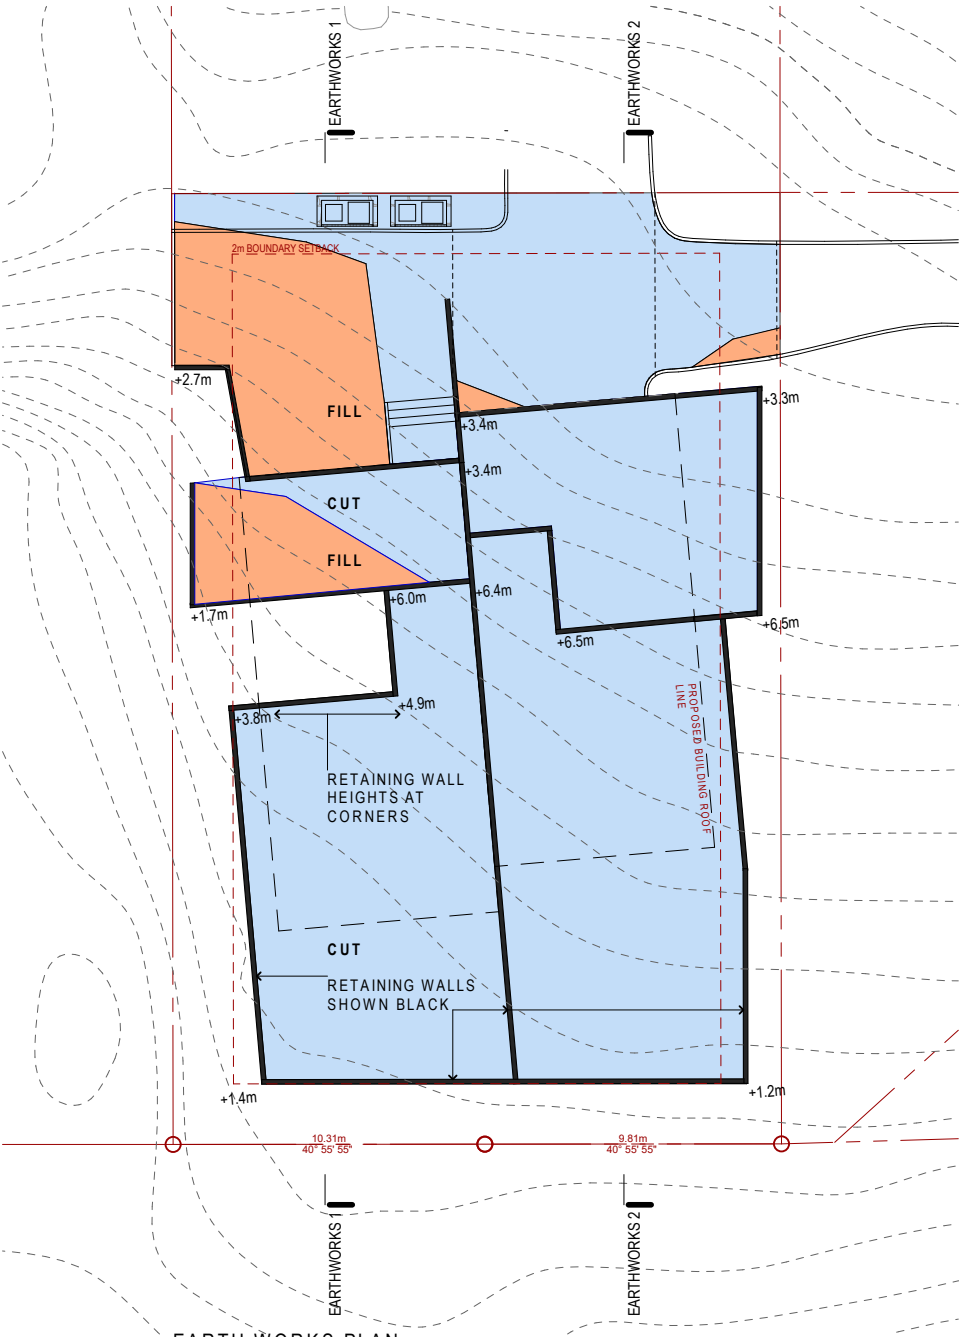 EARTHWORKS 1
EARTHWORKS 2
2m BOUNDARY SETBACK
+2.7m
FILL
+3.3m
+3.4m
+3.4m
CUT
FILL
+1.7m
+6.0m
+6.4m
+6.5m
+6.5m
+3.8m
+4.9m
PROPOSED BUILDING ROOF
LINE
RETAINING WALL
HEIGHTS AT
CORNERS
CUT
RETAINING WALLS
SHOWN BLACK
+1.4m
+1.2m
10.31m
40° 55' 55"
9.81m
40° 55' 55"
EARTHWORKS 1
EARTHWORKS 2
EARTH WORKS PLAN